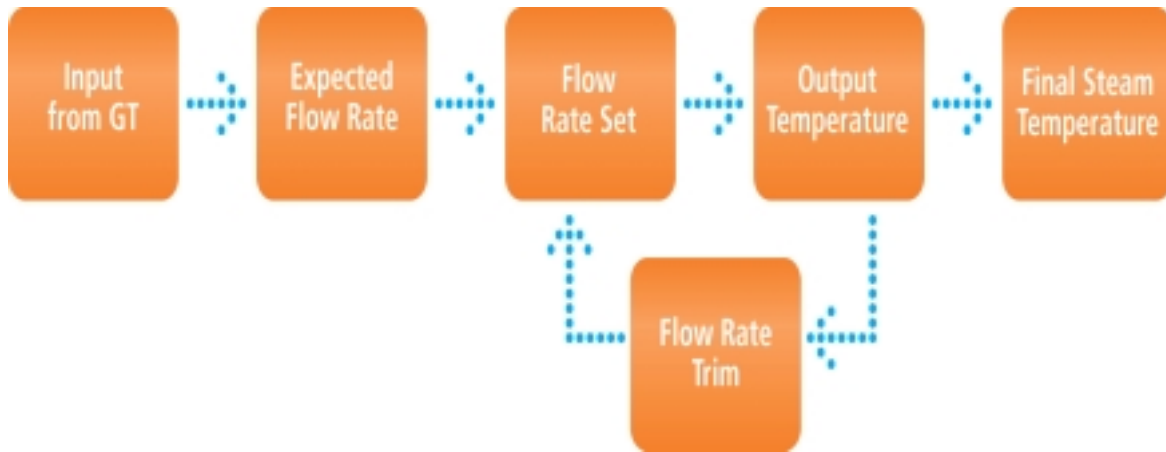 Input
from GT
Expected
Flow Rate
Flow
Rate Set
Output
Temperature
Final Steam
Temperature
Flow Rate
Trim